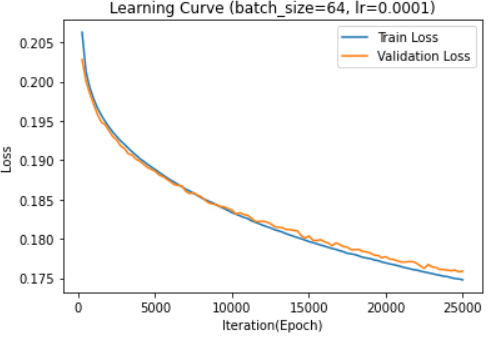 Learning Curve (batch_size=64, lr=0.0001)
Train Loss
Validation Loss
Loss
0.205
0.200
0.195
0.190
0.185
0.180
0.175
0 5000 10000 15000 20000 25000
Iteration(Epoch)